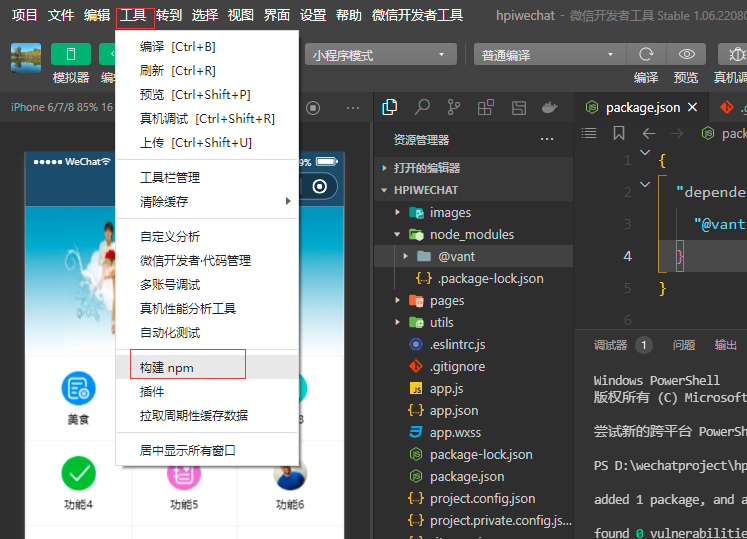 项目 文件 编辑 工具 转到 选择 视图 界面 设置 帮助 微信开发者工具 hpiwechat - 微信开发者工具 Stable 1.06.22080
小程序模式 普通编译
模拟器 编译 预览 真机调
iPhone 6/7/8 85% 16
package.json
资源管理器
打开的编辑器
HPIWECHAT
images
node_modules
@vant
.package-lock.json
pages
utils
.eslintrc.js
.gitignore
app.js
app.json
app.wxss
package-lock.json
package.json
project.config.json
project.private.config.js...
编译 [Ctrl+B]
刷新 [Ctrl+R]
预览 [Ctrl+Shift+P]
真机调试 [Ctrl+Shift+R]
上传 [Ctrl+Shift+U]
工具栏管理
清除缓存
自定义分析
微信开发者·代码管理
多账号调试
真机性能分析工具
自动化测试
构建 npm
插件
拉取周期性缓存数据
居中显示所有窗口
WeChat
9%
美食
功能4
功能5
功能6
pack
1 {
2 "depende
3 "@vant
4 }
5 }
6
调试器 1 问题 输出
Windows PowerShell
版权所有 (C) Microsof
尝试新的跨平台 PowerSh
PS D:\wechatproject\hp
added 1 package, and a
found 0 vulnerabilitie